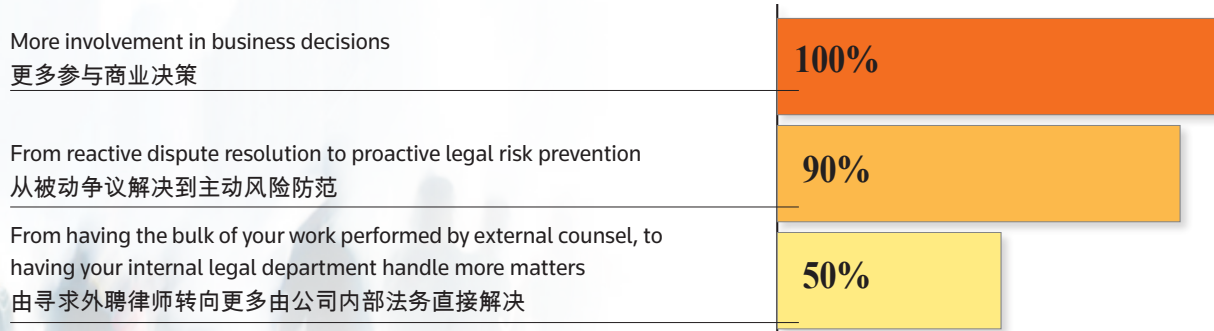 More involvement in business decisions
更多参与商业决策
100%
From reactive dispute resolution to proactive legal risk prevention
从被动争议解决到主动风险防范
90%
From having the bulk of your work performed by external counsel, to
having your internal legal department handle more matters
由寻求外聘律师转向更多由公司内部法务直接解决
50%